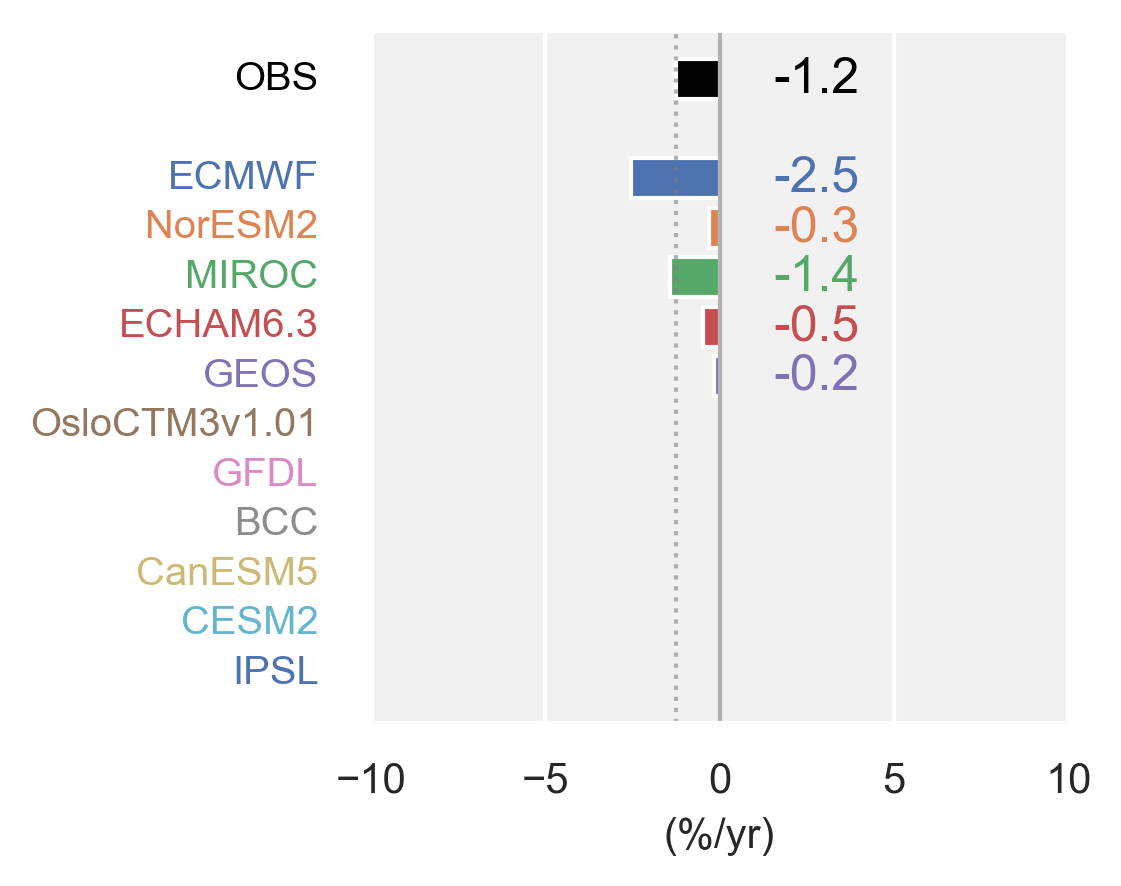 OBS -1.2
ECMWF -2.5
NorESM2 -0.3
MIROC -1.4
ECHAM6.3 -0.5
GEOS -0.2
OsloCTM3v1.01
GFDL
BCC
CanESM5
CESM2
IPSL
−10 −5 0 5 10
(%/yr)